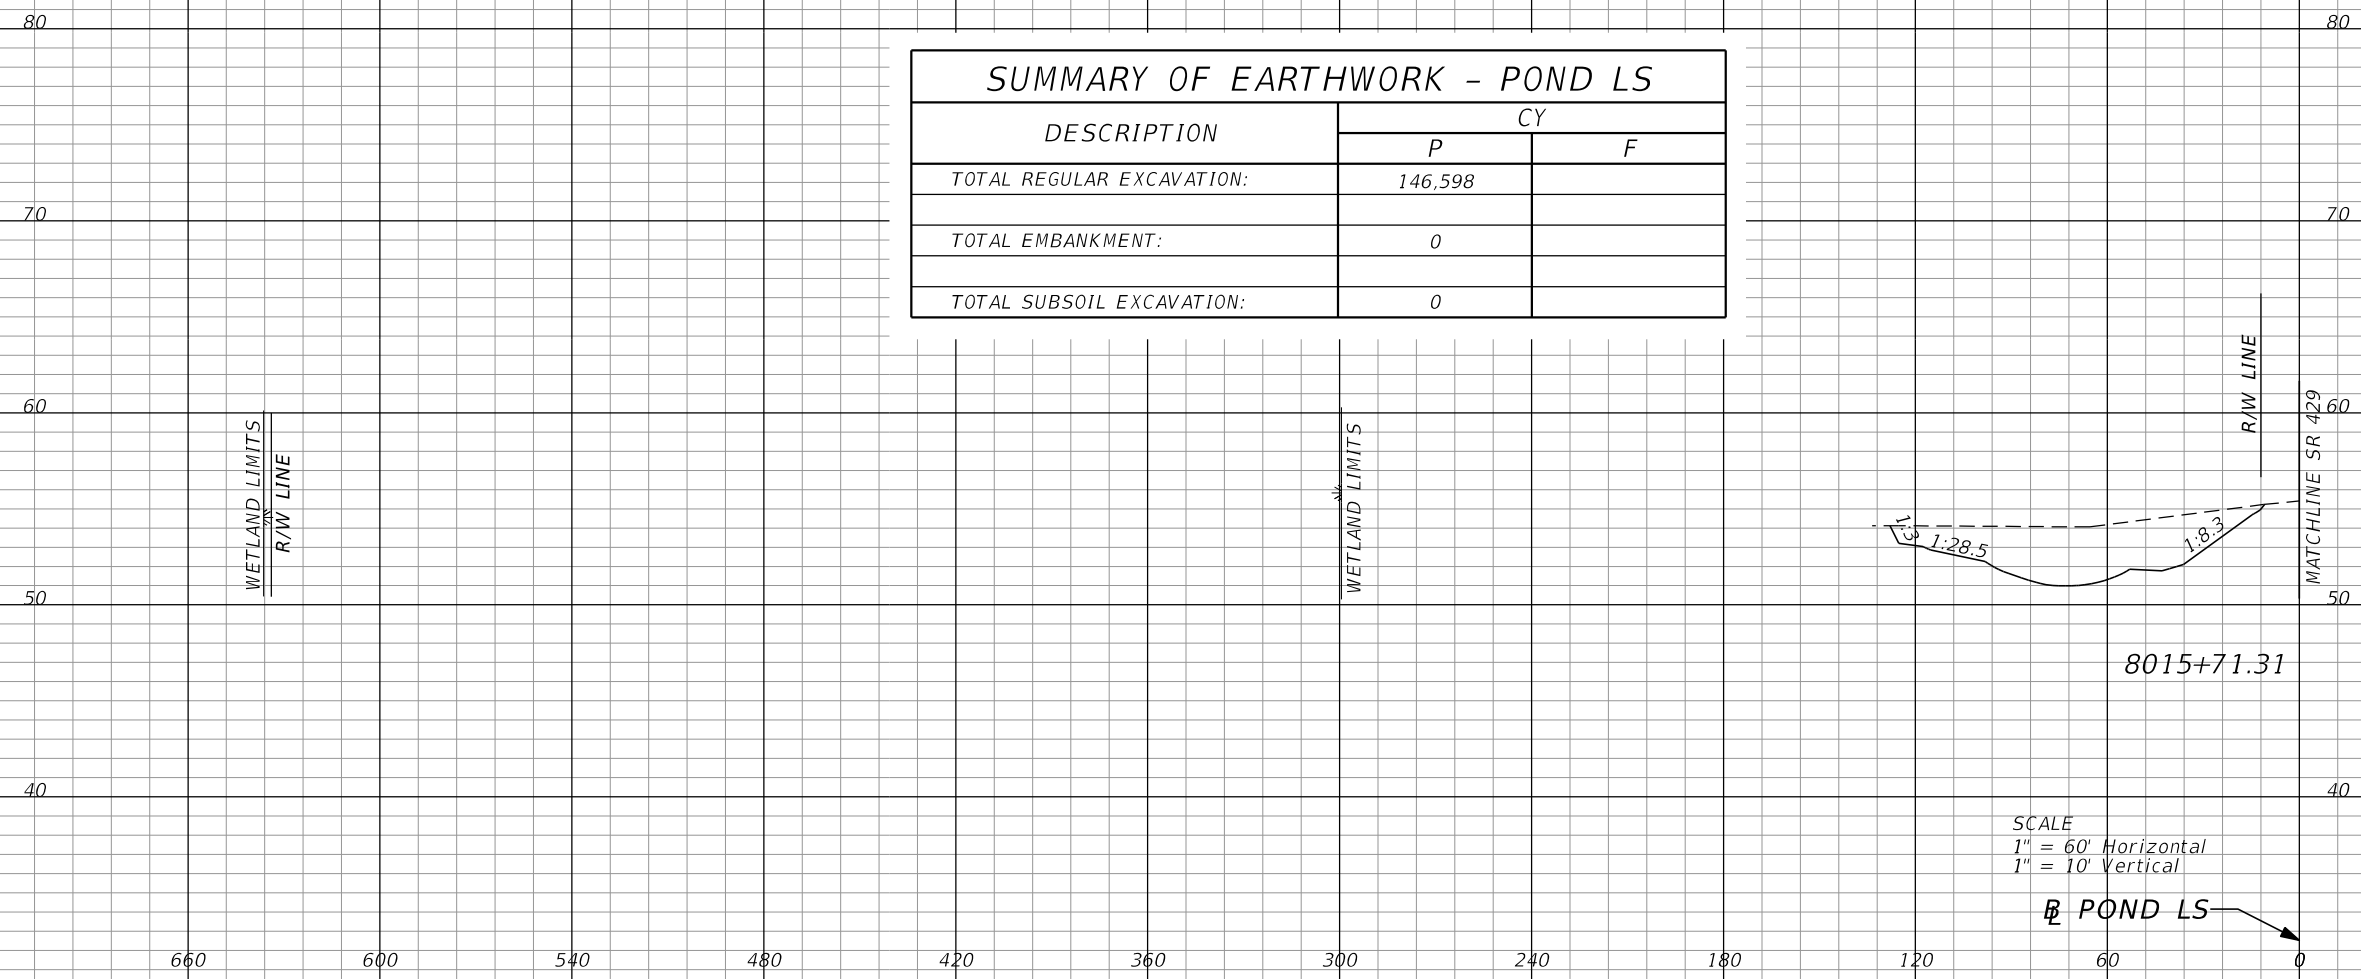 80
80
SUMMARY OF EARTHWORK - POND LS
DESCRIPTION
CY
P
F
TOTAL REGULAR EXCAVATION:
146,598
70
70
TOTAL EMBANKMENT:
0
TOTAL SUBSOIL EXCAVATION:
0
60
60
WETLAND LIMITS
R/W LINE
WETLAND LIMITS
R/W LINE
MATCHLINE SR 429
1:3
1:28.5
1:8.3
50
50
8015+71.31
40
40
SCALE
1" = 60' Horizontal
1" = 10' Vertical
BL POND LS
660
600
540
480
420
360
300
240
180
120
60
0